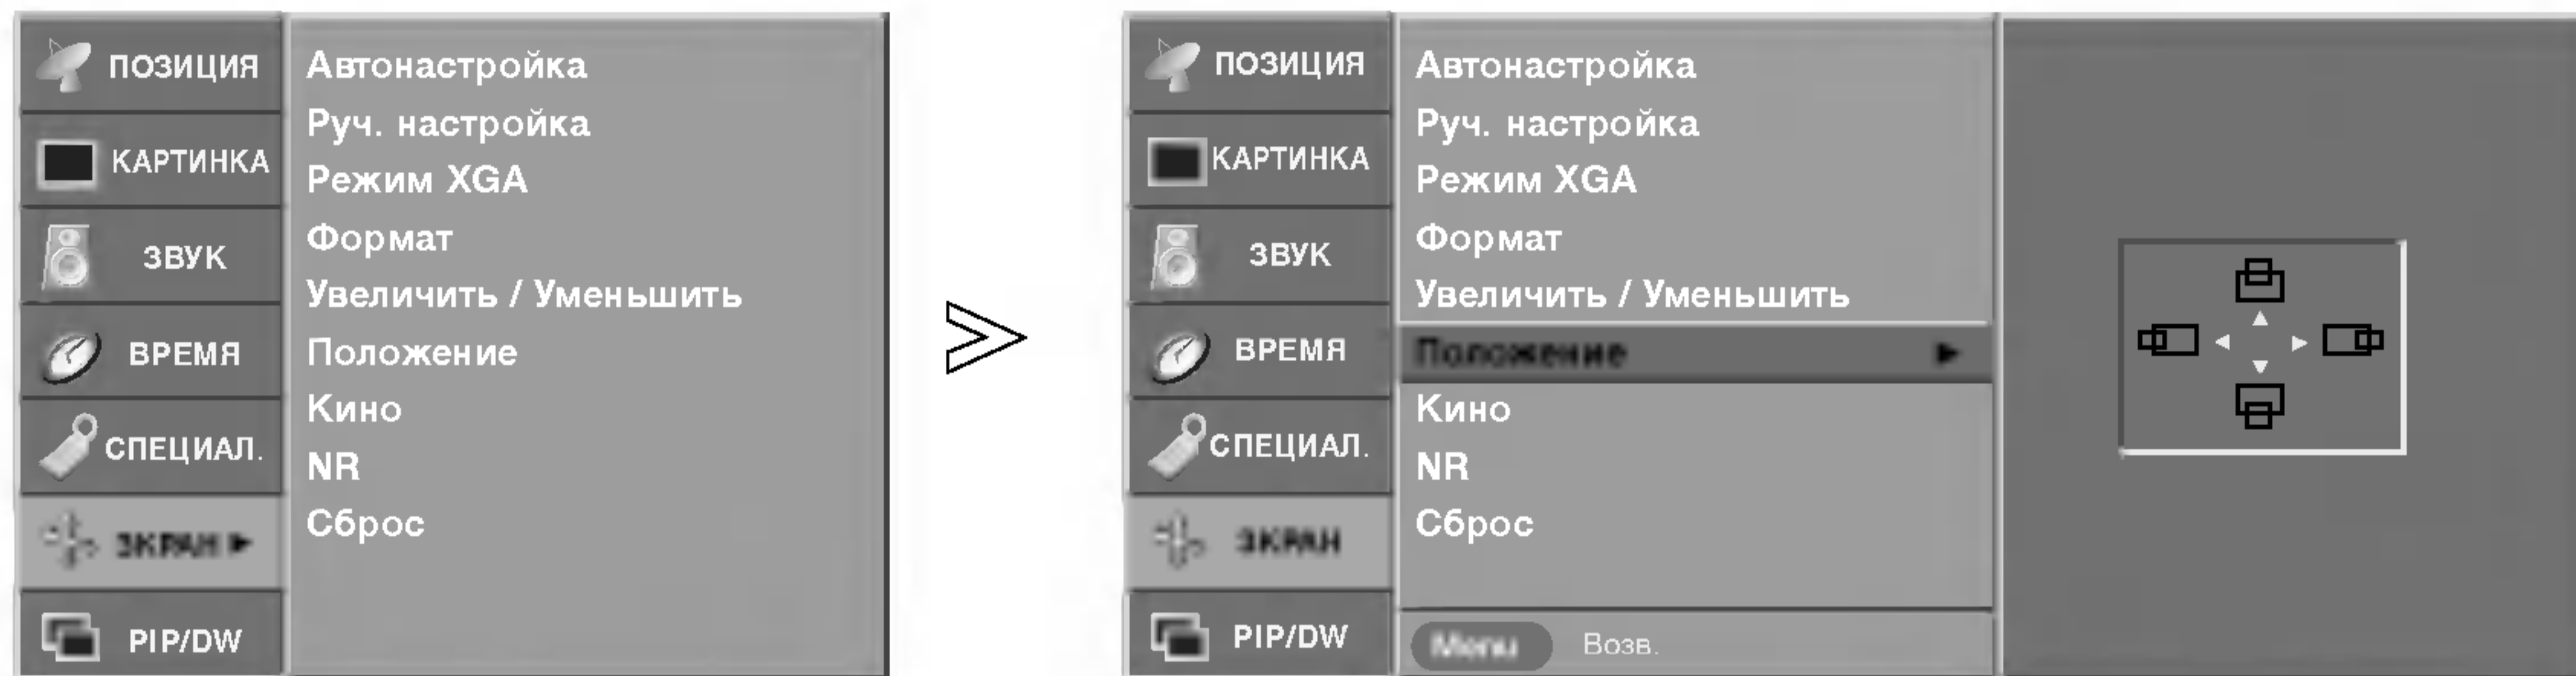 ПОЗИЦИЯ
КАРТИНКА
ЗВУК
ВРЕМЯ
СПЕЦИАЛ.
ЗКРАН
PIP/DW
Автонастройка
Руч. настройка
Режим XGA
Формат
Увеличить / Уменьшить
Положение
Кино
NR
Сброс
ПОЗИЦИЯ
КАРТИНКА
ЗВУК
ВРЕМЯ
СПЕЦИАЛ.
ЗКРАН
PIP/DW
Автонастройка
Руч. настройка
Режим XGA
Формат
Увеличить / Уменьшить
Положение
Кино
NR
Сброс
Menu Возв.